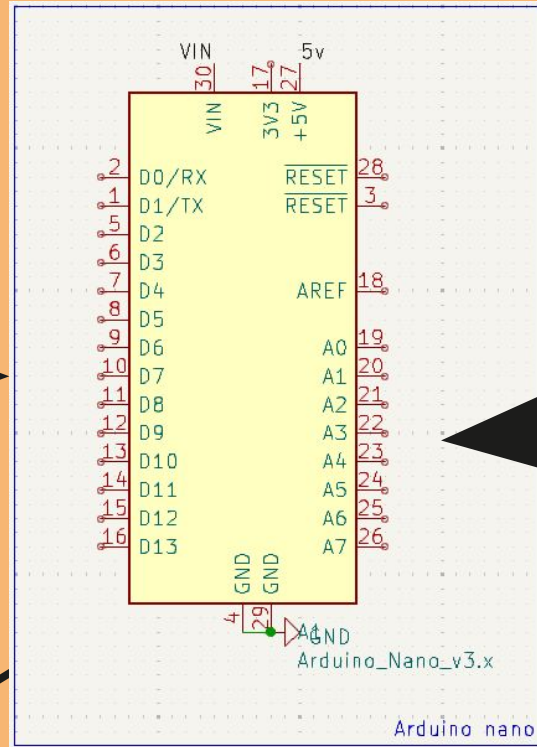 VIN 5v
30 17 27
VIN 3V3 +5V
2 D0/RX RESET 28
1 D1/TX RESET 3
5 D2
6 D3
7 D4 AREF 18
8 D5
9 D6 A0 19
10 D7 A1 20
11 D8 A2 21
12 D9 A3 22
13 D10 A4 23
14 D11 A5 24
15 D12 A6 25
16 D13 A7 26
GND GND
4 29
A1 GND
Arduino_Nano_v3.x
Arduino nano